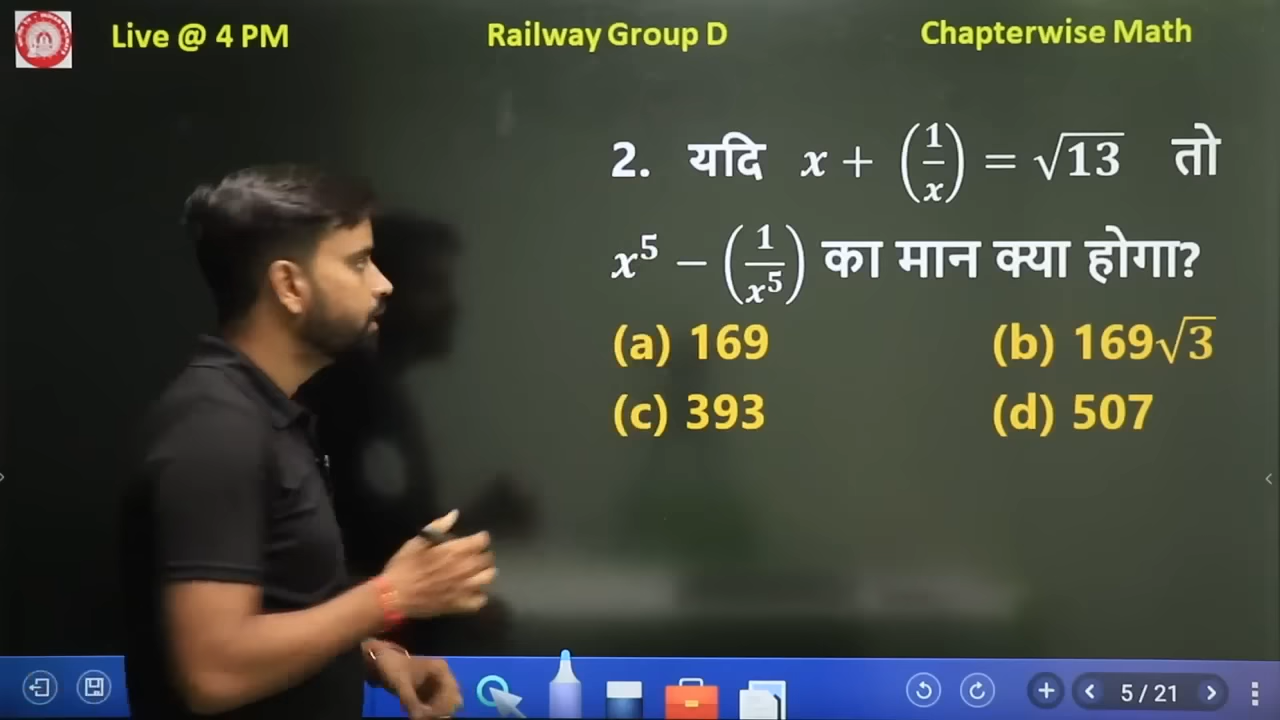 Live @ 4 PM Railway Group D Chapterwise Math
2. यदि x + (1/x) = √13 तो
x⁵ − (1/x⁵) का मान क्या होगा?
(a) 169 (b) 169√3
(c) 393 (d) 507
5 / 21